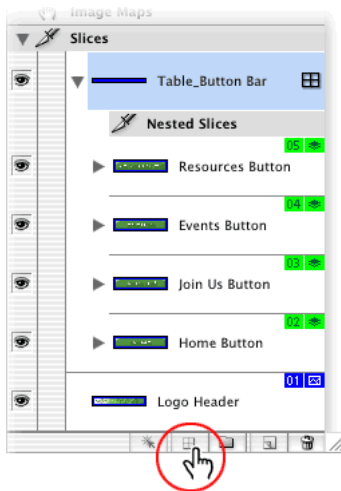 Image Maps
Slices
Table_Button Bar
Nested Slices
05
Resources Button
04
Events Button
03
Join Us Button
02
Home Button
01
Logo Header